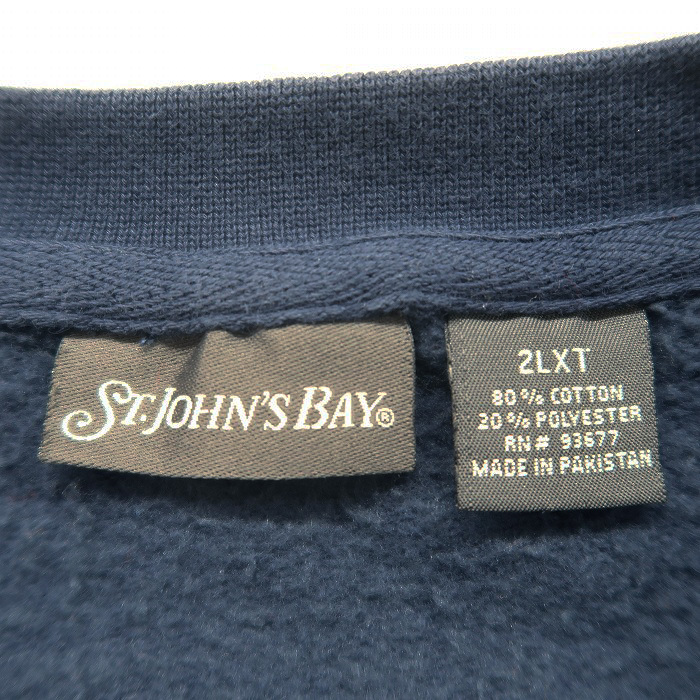 ST. JOHN'S BAY®
2LXT
80% COTTON
20% POLYESTER
RN# 93677
MADE IN PAKISTAN